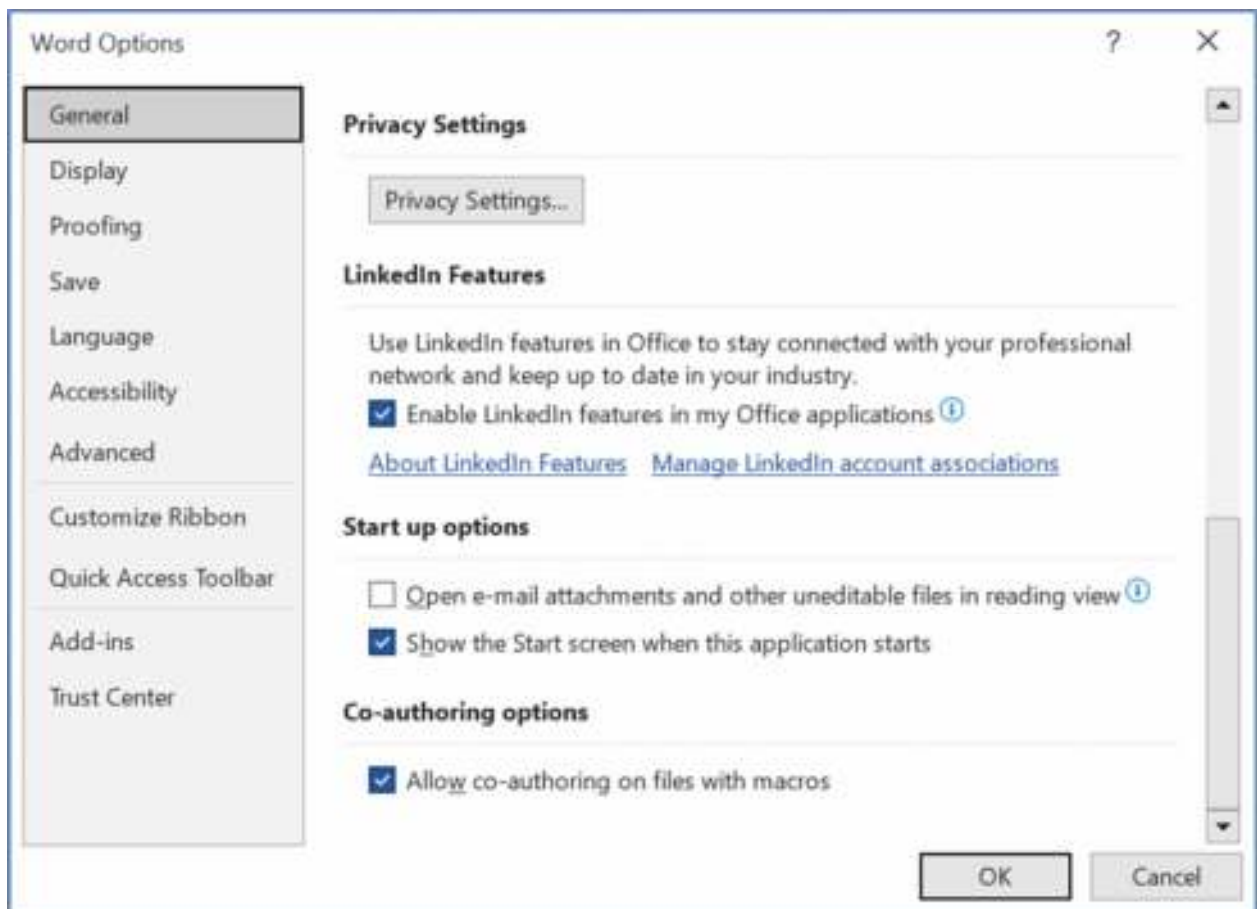 Word Options
General
Display
Proofing
Save
Language
Accessibility
Advanced
Customize Ribbon
Quick Access Toolbar
Add-ins
Trust Center
Privacy Settings
Privacy Settings...
LinkedIn Features
Use LinkedIn features in Office to stay connected with your professional
network and keep up to date in your industry.
Enable LinkedIn features in my Office applications
About LinkedIn Features Manage LinkedIn account associations
Start up options
Open e-mail attachments and other uneditable files in reading view
Show the Start screen when this application starts
Co-authoring options
Allow co-authoring on files with macros
OK Cancel